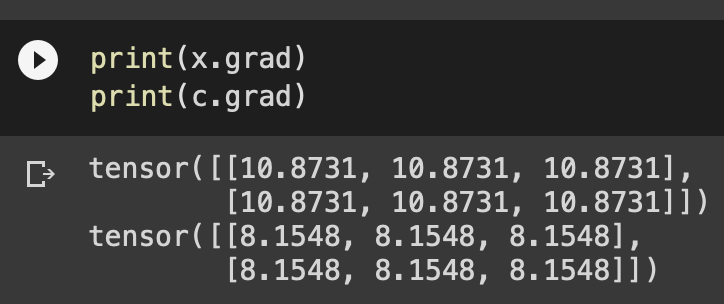 print(x.grad)
print(c.grad)
tensor([[10.8731, 10.8731, 10.8731],
        [10.8731, 10.8731, 10.8731]])
tensor([[8.1548, 8.1548, 8.1548],
        [8.1548, 8.1548, 8.1548]])